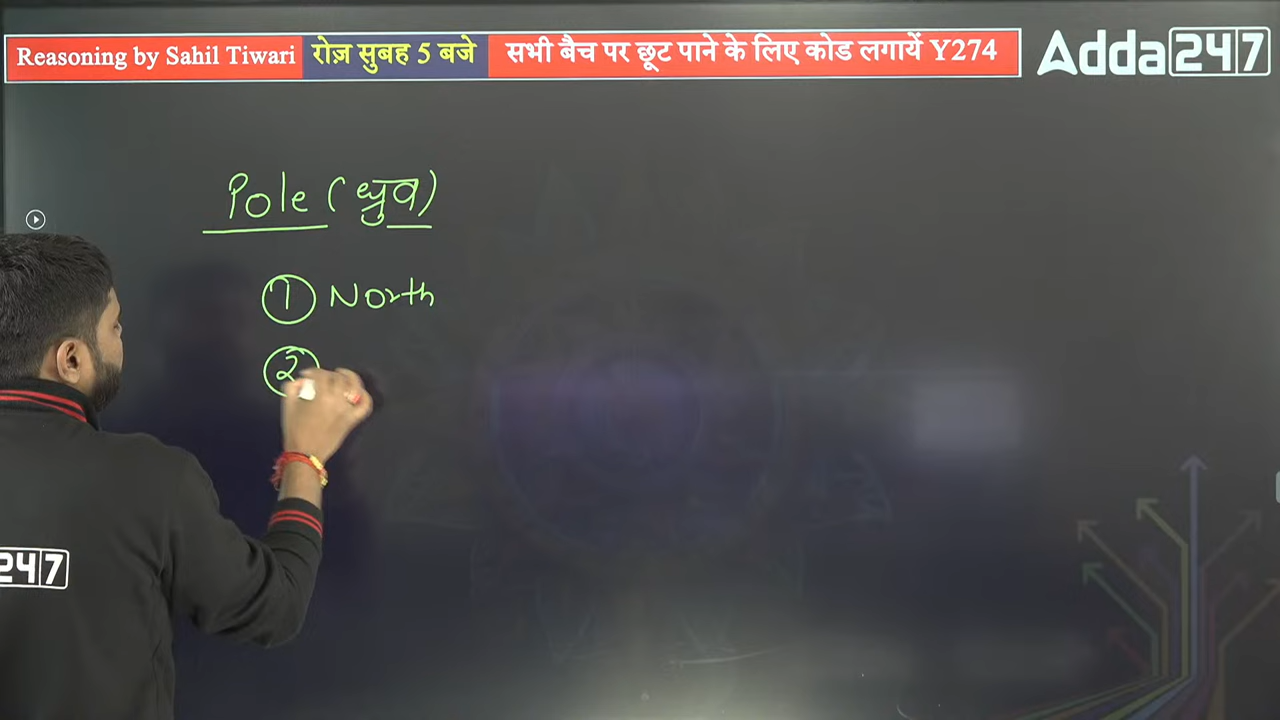 Reasoning by Sahil Tiwari रोज़ सुबह 5 बजे सभी बैच पर छूट पाने के लिए कोड लगायें Y274 Adda247
Pole (ध्रुव)
1 North
2
247